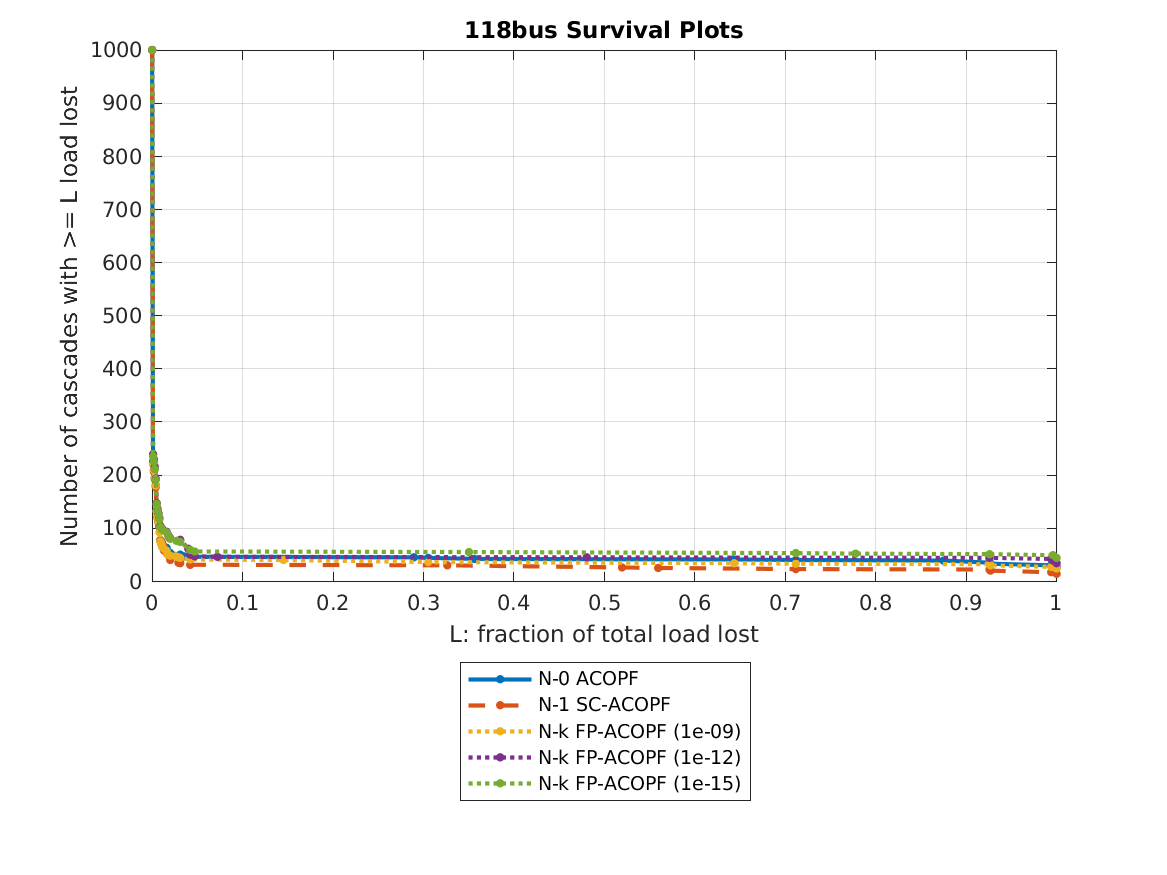 118bus Survival Plots
Number of cascades with >= L load lost
1000
900
800
700
600
500
400
300
200
100
0
0 0.1 0.2 0.3 0.4 0.5 0.6 0.7 0.8 0.9 1
L: fraction of total load lost
N-0 ACOPF
N-1 SC-ACOPF
N-k FP-ACOPF (1e-09)
N-k FP-ACOPF (1e-12)
N-k FP-ACOPF (1e-15)